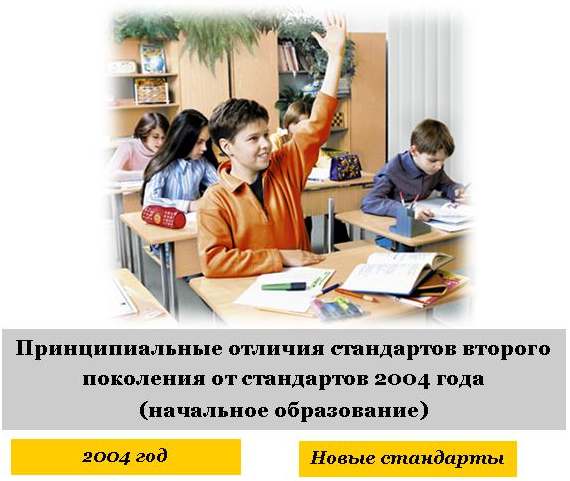 Принципиальные отличия стандартов второго
поколения от стандартов 2004 года
(начальное образование)
2004 год
Новые стандарты